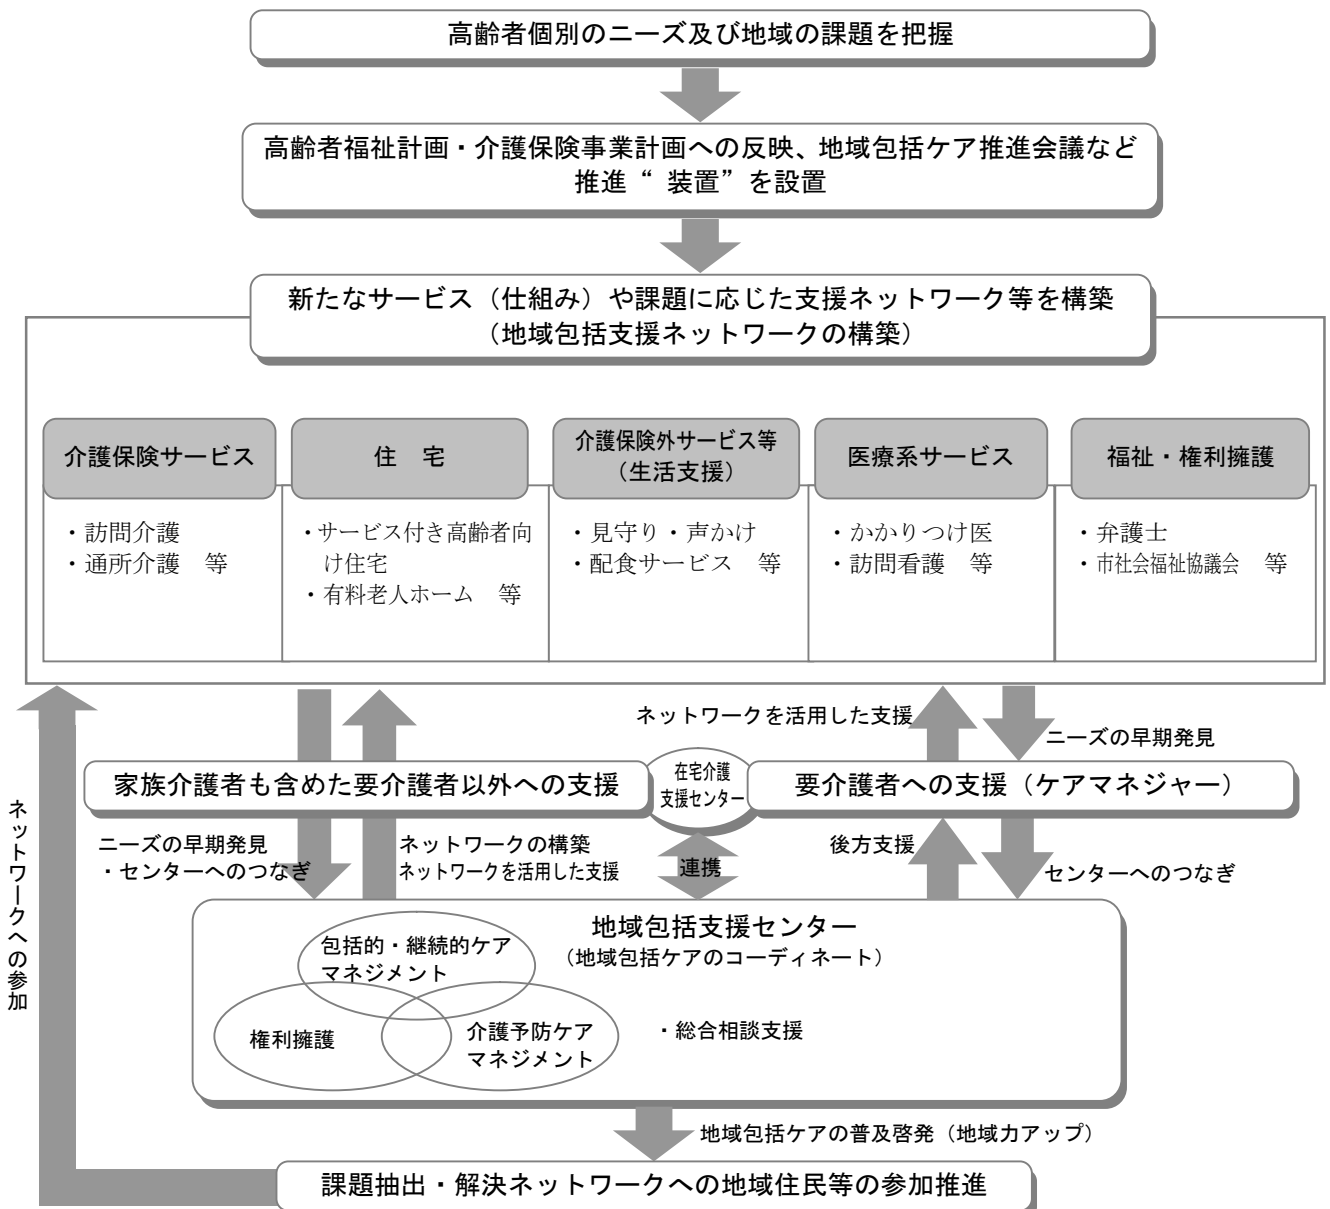 高齢者個別のニーズ及び地域の課題を把握
高齢者福祉計画・介護保険事業計画への反映、地域包括ケア推進会議など
推進“ 装置”を設置
新たなサービス（仕組み）や課題に応じた支援ネットワーク等を構築
（地域包括支援ネットワークの構築）
介護保険サービス
・訪問介護
・通所介護　等
住　宅
・サービス付き高齢者向
け住宅
・有料老人ホーム　等
介護保険外サービス等
（生活支援）
・見守り・声かけ
・配食サービス　等
医療系サービス
・かかりつけ医
・訪問看護　等
福祉・権利擁護
・弁護士
・市社会福祉協議会　等
ネットワークを活用した支援
ニーズの早期発見
家族介護者も含めた要介護者以外への支援
在宅介護
支援センター
要介護者への支援（ケアマネジャー）
ニーズの早期発見
・センターへのつなぎ
ネットワークの構築
ネットワークを活用した支援
連携
後方支援
センターへのつなぎ
ネットワークへの参加
地域包括支援センター
（地域包括ケアのコーディネート）
包括的・継続的ケア
マネジメント
権利擁護
介護予防ケア
マネジメント
・総合相談支援
地域包括ケアの普及啓発（地域力アップ）
課題抽出・解決ネットワークへの地域住民等の参加推進